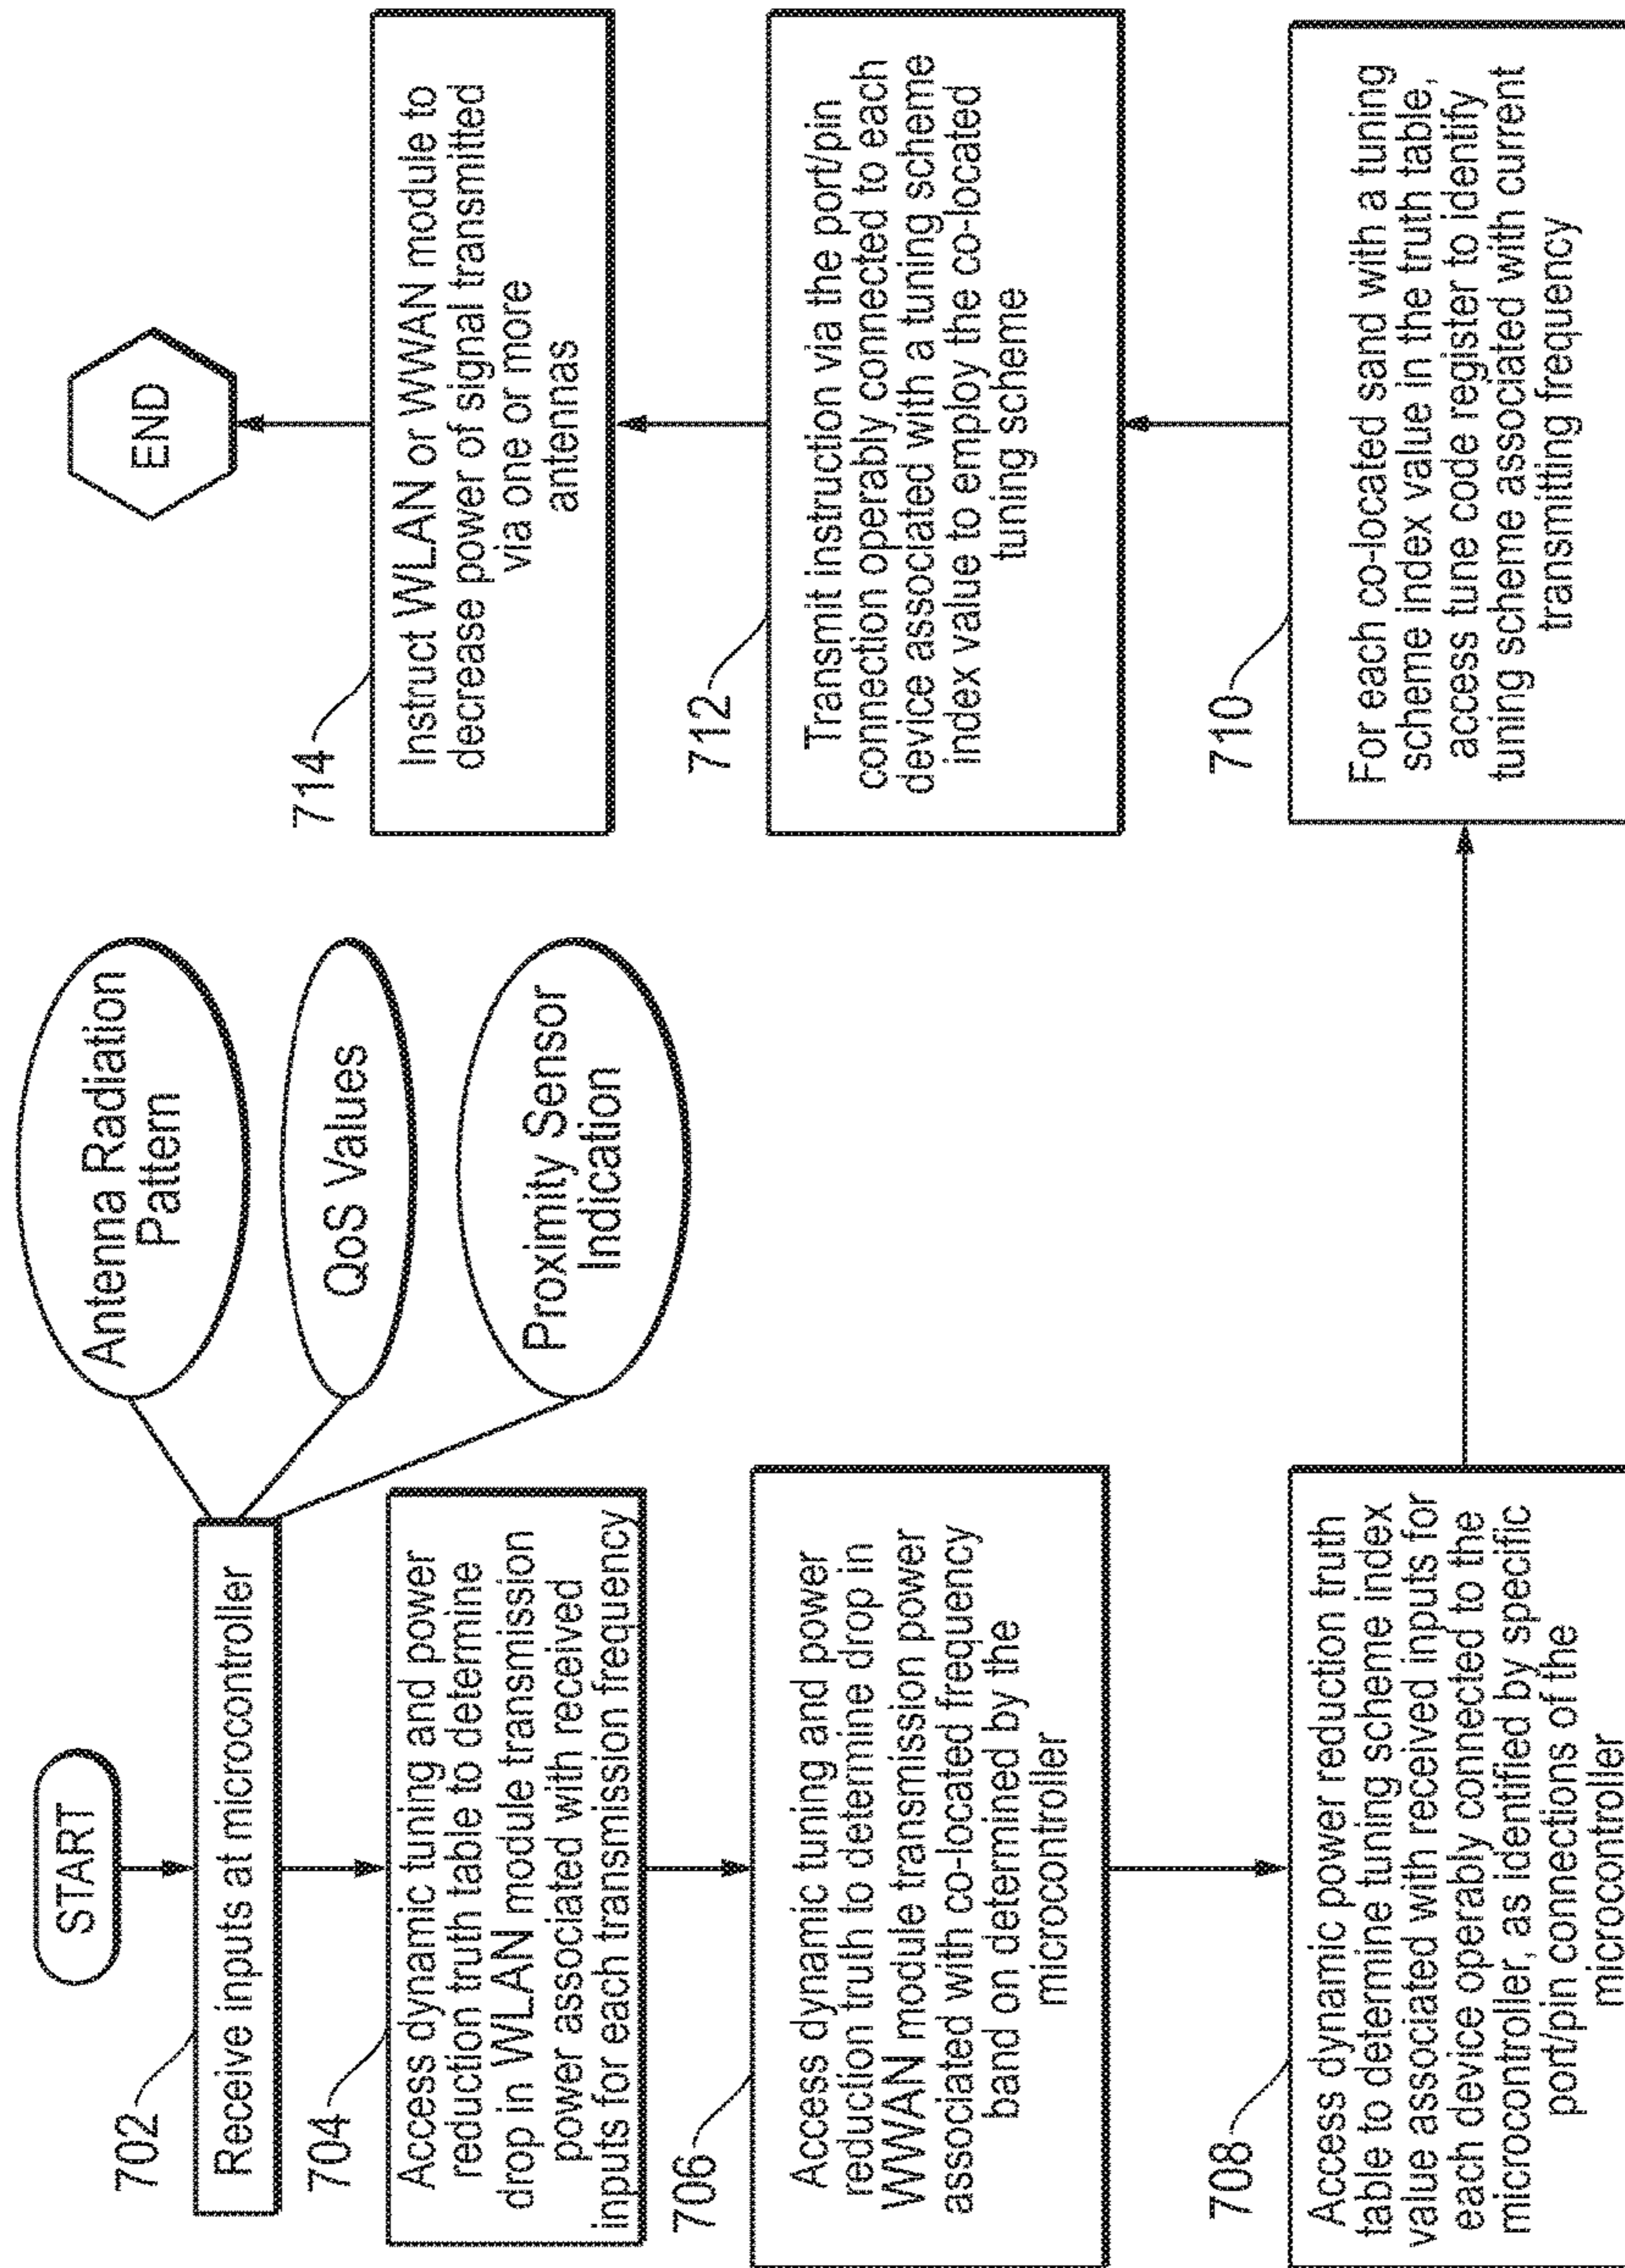 START
702
Receive inputs at microcontroller
Antenna Radiation
Pattern
QoS Values
Proximity Sensor
Indication
704
Access dynamic tuning and power
reduction truth table to determine
drop in WLAN module transmission
power associated with received
inputs for each transmission frequency
706
Access dynamic tuning and power
reduction truth to determine drop in
WWAN module transmission power
associated with co-located frequency
band on determined by the
microcontroller
708
Access dynamic power reduction truth
table to determine tuning scheme index
value associated with received inputs for
each device operably connected to the
microcontroller, as identified by specific
port/pin connections of the
microcontroller
710
For each co-located sand with a tuning
scheme index value in the truth table,
access tune code register to identify
tuning scheme associated with current
transmitting frequency
712
Transmit instruction via the port/pin
connection operably connected to each
device associated with a tuning scheme
index value to employ the co-located
tuning scheme
714
Instruct WLAN or WWAN module to
decrease power of signal transmitted
via one or more
antennas
END